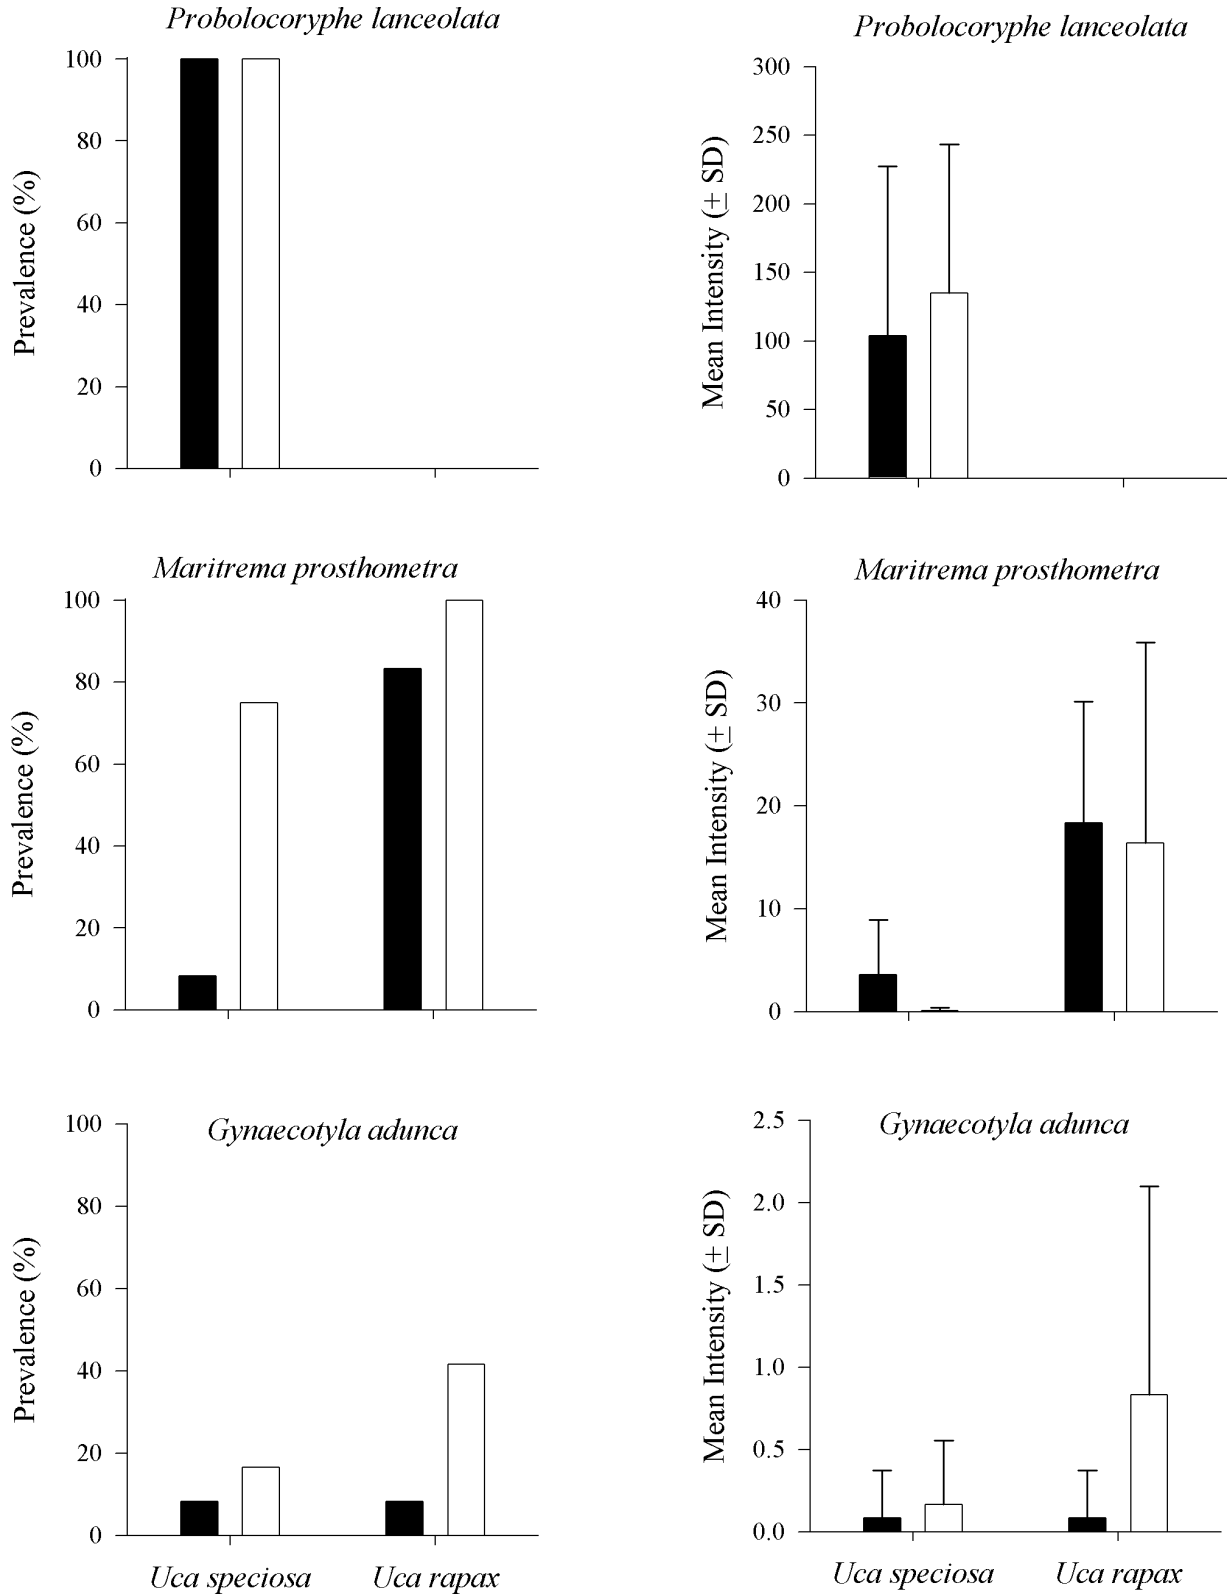 Probolocoryphe lanceolata
Prevalence (%)
100
80
60
40
20
0
Probolocoryphe lanceolata
Mean Intensity (± SD)
300
250
200
150
100
50
0
Maritrema prosthometra
Prevalence (%)
100
80
60
40
20
0
Maritrema prosthometra
Mean Intensity (± SD)
40
30
20
10
0
Gynaecotyla adunca
Prevalence (%)
100
80
60
40
20
0
Uca speciosa
Uca rapax
Gynaecotyla adunca
Mean Intensity (± SD)
2.5
2.0
1.5
1.0
0.5
0.0
Uca speciosa
Uca rapax